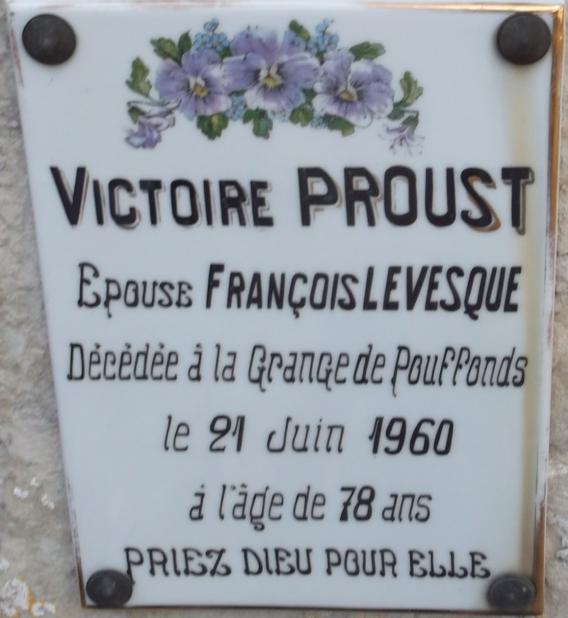 VICTOIRE PROUST
Epouse FRANÇOIS LEVESQUE
Décédée à la Grange de Pouffonds
le 21 Juin 1960
à l'âge de 78 ans
PRIEZ DIEU POUR ELLE